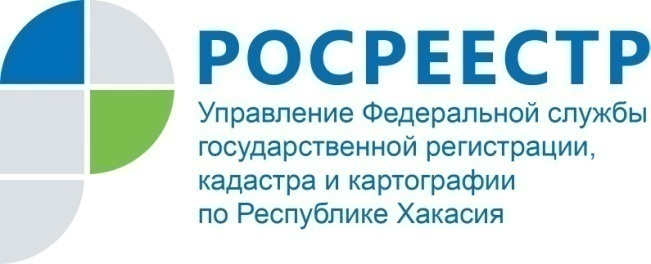 РОСРЕЕСТР
Управление Федеральной службы
государственной регистрации,
кадастра и картографии
по Республике Хакасия